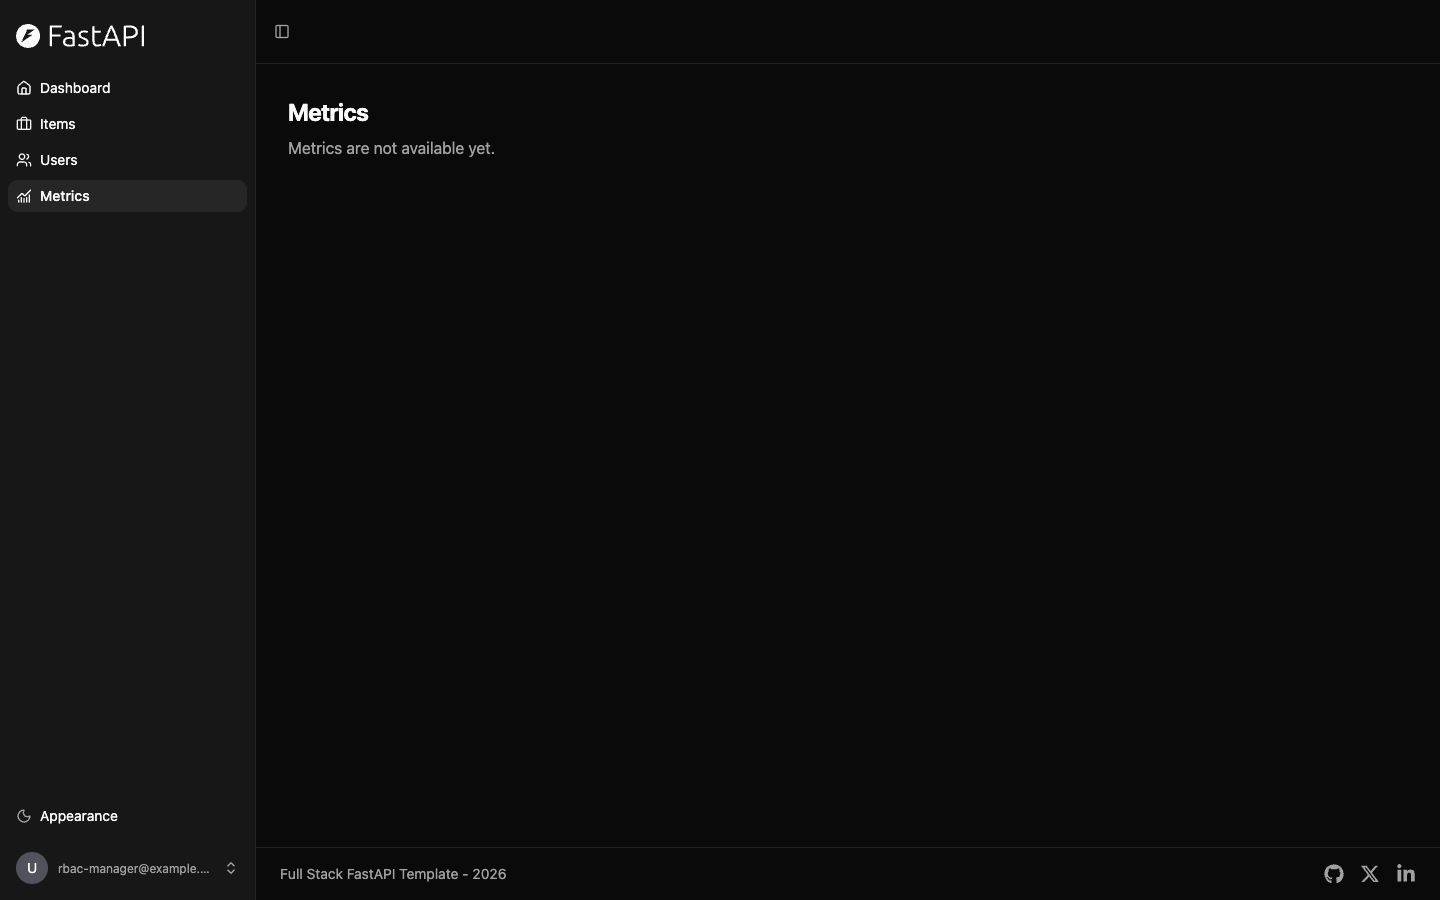 FastAPI
Dashboard
Items
Users
Metrics
Appearance
U
rbac-manager@example....
Metrics
Metrics are not available yet.
Full Stack FastAPI Template - 2026